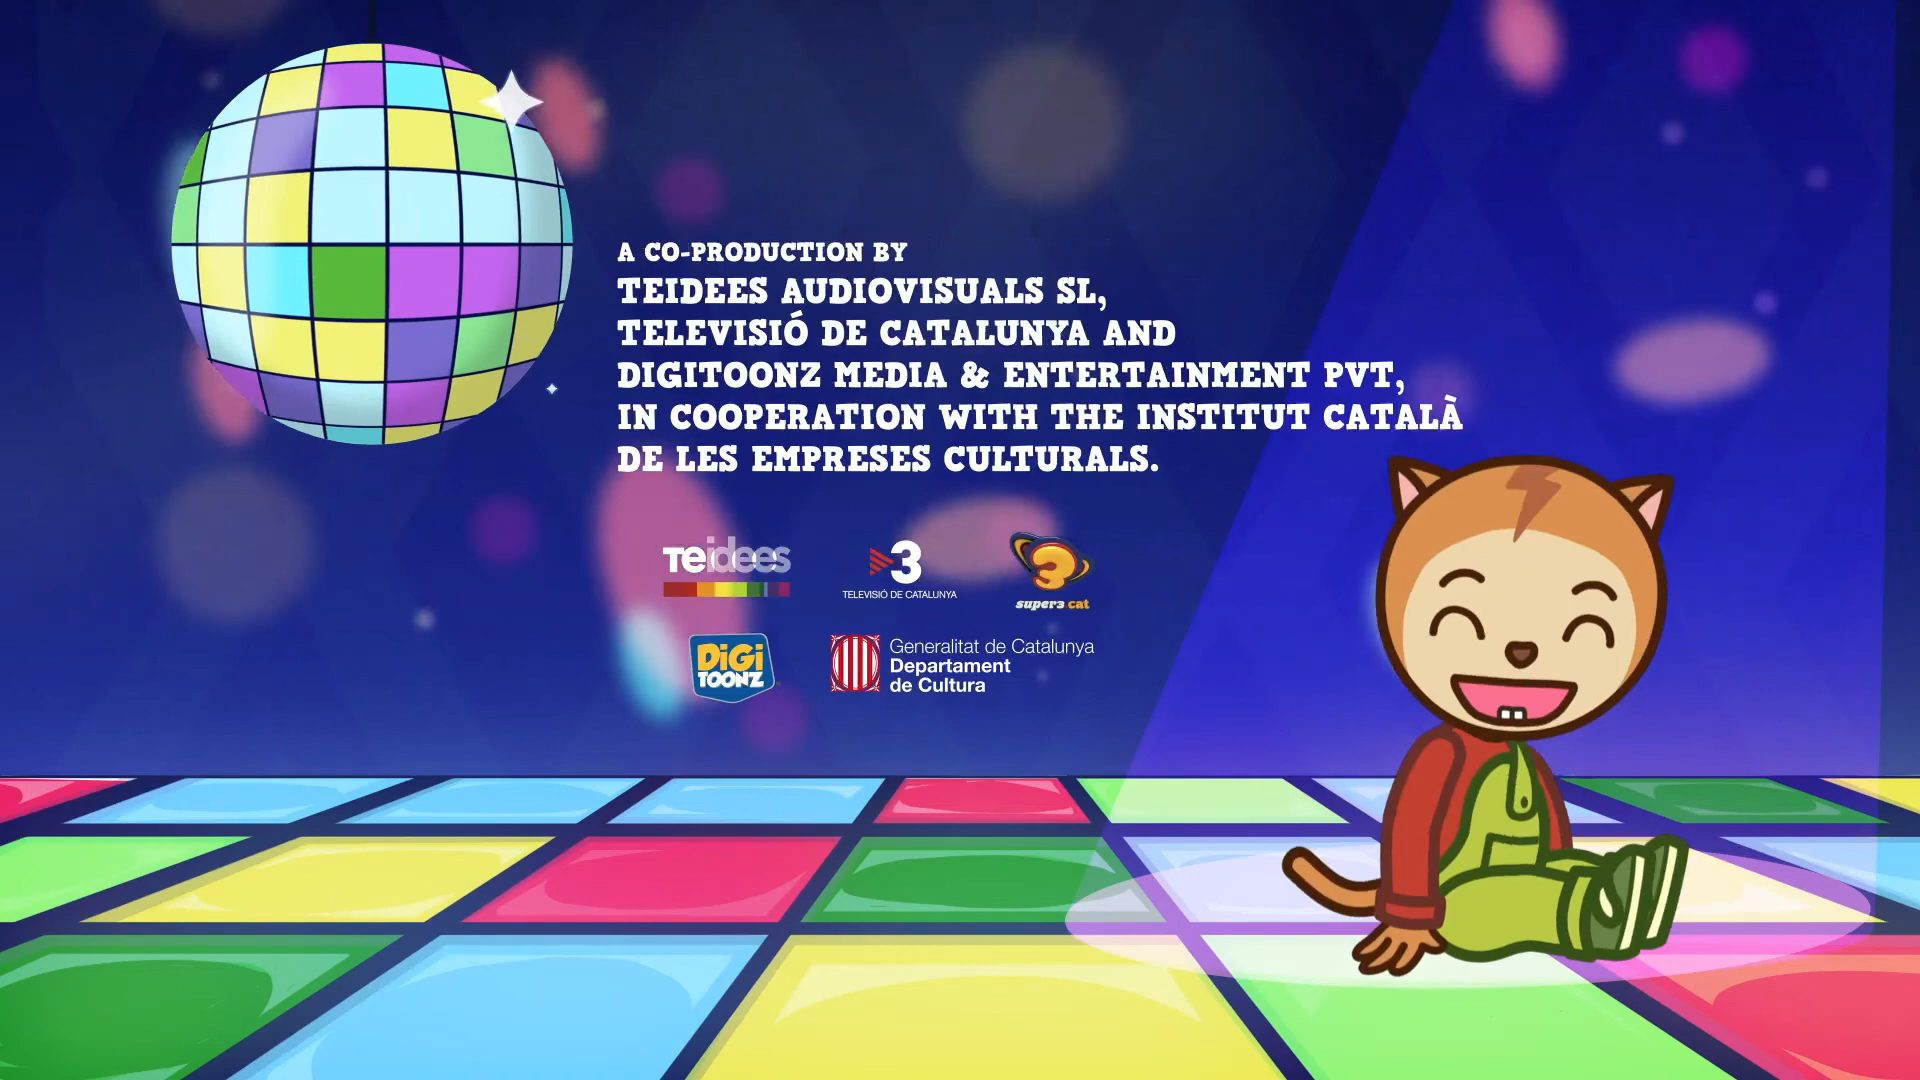 A CO-PRODUCTION BY
TEIDEES AUDIOVISUALS SL,
TELEVISIÓ DE CATALUNYA AND
DIGITOONZ MEDIA & ENTERTAINMENT PVT,
IN COOPERATION WITH THE INSTITUT CATALÀ
DE LES EMPRESES CULTURALS.
Teidees
3
TELEVISIÓ DE CATALUNYA
3
super3.cat
DiGi
TOONZ
Generalitat de Catalunya
Departament
de Cultura